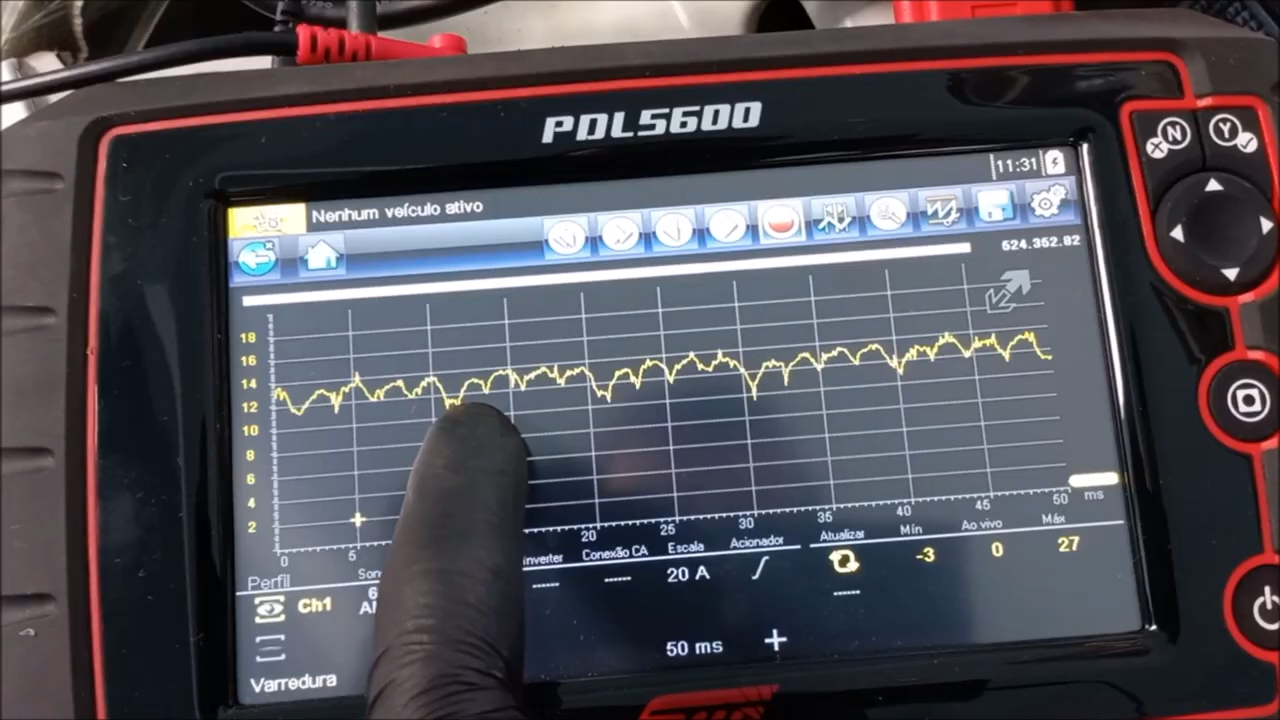 PDL5600
N
Y
11:31
Nenhum veículo ativo
524.352.82
18
16
14
12
10
8
6
4
2
0 5 20 25 30 35 40 45 50 ms
Perfil inverter Conexão CA Escala Acionador Atualizar Mín Ao vivo Máx
Ch1 6 ------ ------ 20 A -3 0 27
------
50 ms +
Varredura